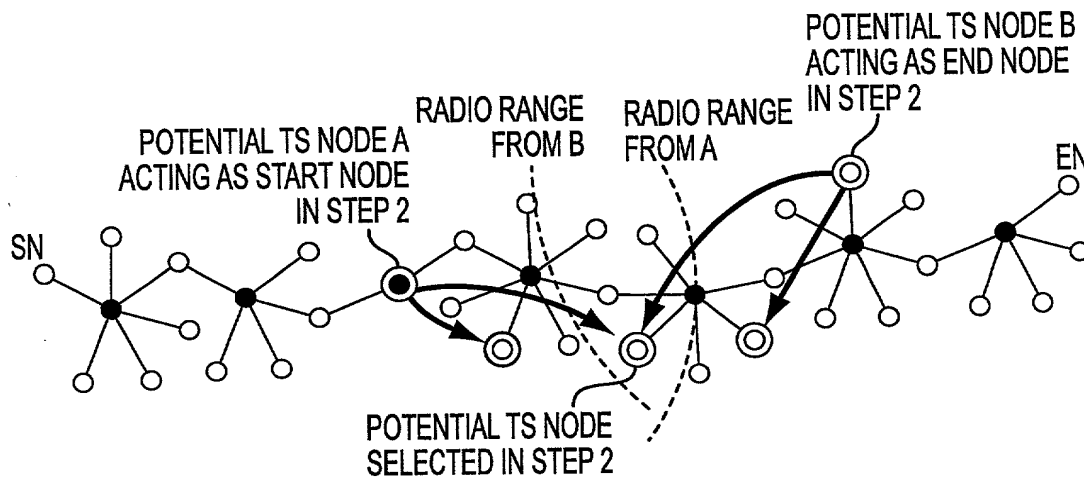 POTENTIAL TS NODE B
ACTING AS END NODE
IN STEP 2
RADIO RANGE
FROM B
RADIO RANGE
FROM A
POTENTIAL TS NODE A
ACTING AS START NODE
IN STEP 2
EN
SN
POTENTIAL TS NODE
SELECTED IN STEP 2